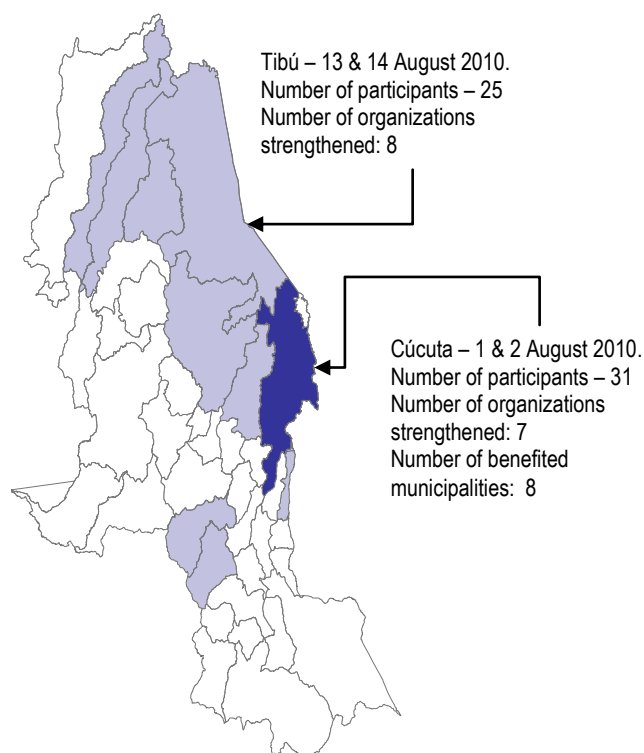 Tibú – 13 & 14 August 2010.
Number of participants – 25
Number of organizations
strengthened: 8
Cúcuta – 1 & 2 August 2010.
Number of participants – 31
Number of organizations
strengthened: 7
Number of benefited
municipalities: 8